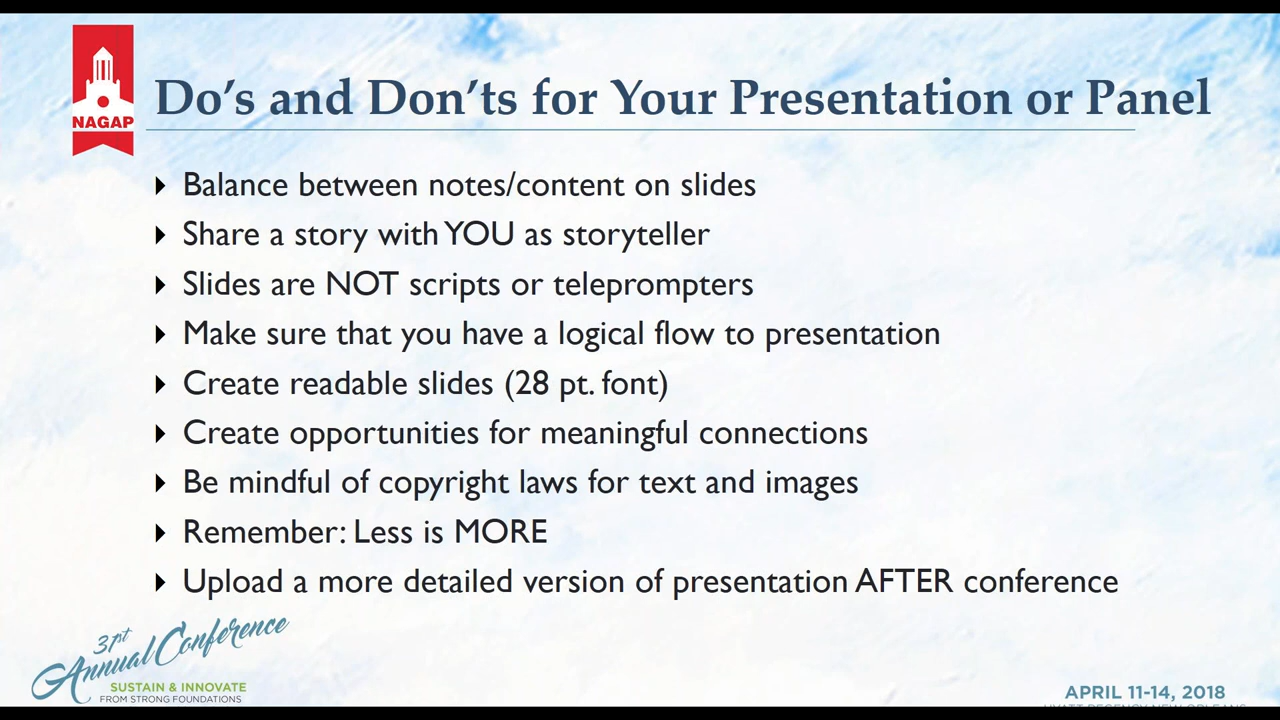 NAGAP
Do's and Don'ts for Your Presentation or Panel
Balance between notes/content on slides
Share a story with YOU as storyteller
Slides are NOT scripts or teleprompters
Make sure that you have a logical flow to presentation
Create readable slides (28 pt. font)
Create opportunities for meaningful connections
Be mindful of copyright laws for text and images
Remember: Less is MORE
Upload a more detailed version of presentation AFTER conference
31st
Annual Conference
SUSTAIN & INNOVATE
FROM STRONG FOUNDATIONS
APRIL 11-14, 2018